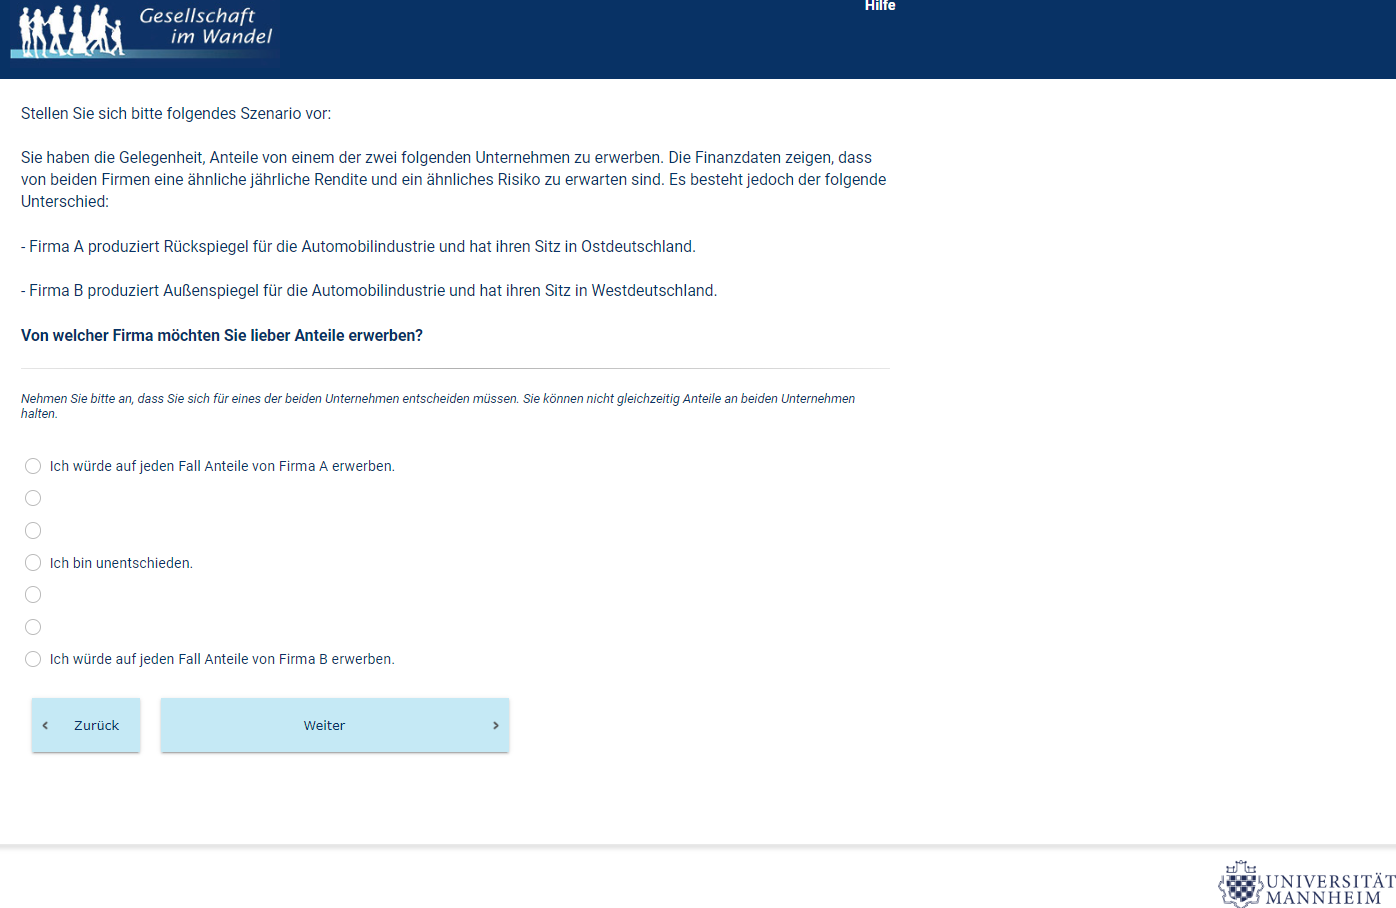 Gesellschaft
im Wandel
Hilfe
Stellen Sie sich bitte folgendes Szenario vor:
Sie haben die Gelegenheit, Anteile von einem der zwei folgenden Unternehmen zu erwerben. Die Finanzdaten zeigen, dass
von beiden Firmen eine ähnliche jährliche Rendite und ein ähnliches Risiko zu erwarten sind. Es besteht jedoch der folgende
Unterschied:
- Firma A produziert Rückspiegel für die Automobilindustrie und hat ihren Sitz in Ostdeutschland.
- Firma B produziert Außenspiegel für die Automobilindustrie und hat ihren Sitz in Westdeutschland.
Von welcher Firma möchten Sie lieber Anteile erwerben?
Nehmen Sie bitte an, dass Sie sich für eines der beiden Unternehmen entscheiden müssen. Sie können nicht gleichzeitig Anteile an beiden Unternehmen
halten.
Ich würde auf jeden Fall Anteile von Firma A erwerben.
Ich bin unentschieden.
Ich würde auf jeden Fall Anteile von Firma B erwerben.
Zurück
Weiter
UNIVERSITÄT
MANNHEIM